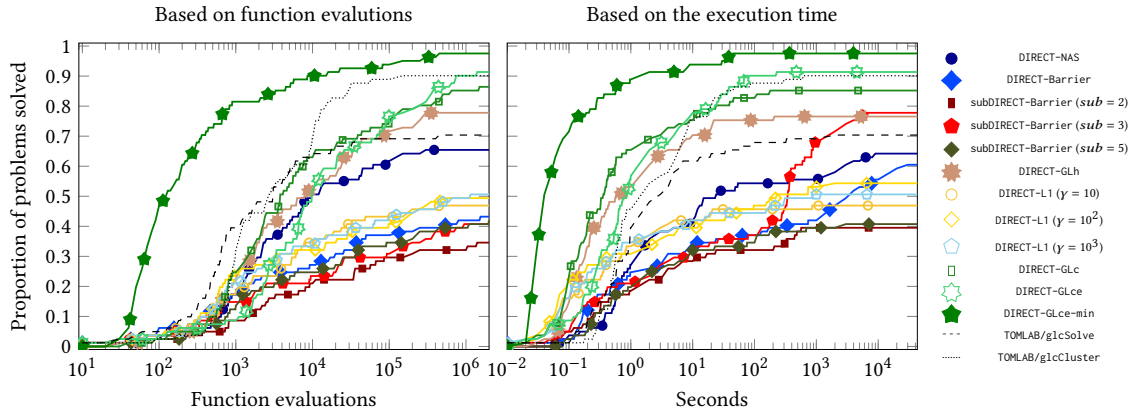 Based on function evalutions
Based on the execution time
Proportion of problems solved
1
0.9
0.8
0.7
0.6
0.5
0.4
0.3
0.2
0.1
0
10^1 10^2 10^3 10^4 10^5 10^6
Function evaluations
10^−2 10^−1 10^0 10^1 10^2 10^3 10^4
Seconds
DIRECT-NAS
DIRECT-Barrier
subDIRECT-Barrier (sub = 2)
subDIRECT-Barrier (sub = 3)
subDIRECT-Barrier (sub = 5)
DIRECT-GLh
DIRECT-L1 (γ = 10)
DIRECT-L1 (γ = 10^2)
DIRECT-L1 (γ = 10^3)
DIRECT-GLc
DIRECT-GLce
DIRECT-GLce-min
TOMLAB/glcSolve
TOMLAB/glcCluster